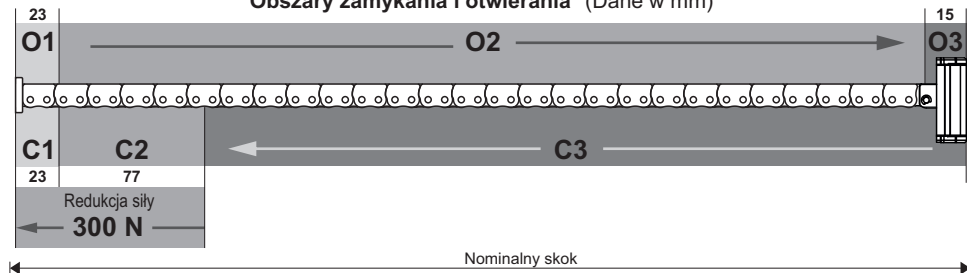 Obszary zamykania i otwierania (Dane w mm)
23 15
O1 O2 O3
C1 C2 C3
23 77
Redukcja siły
300 N
Nominalny skok